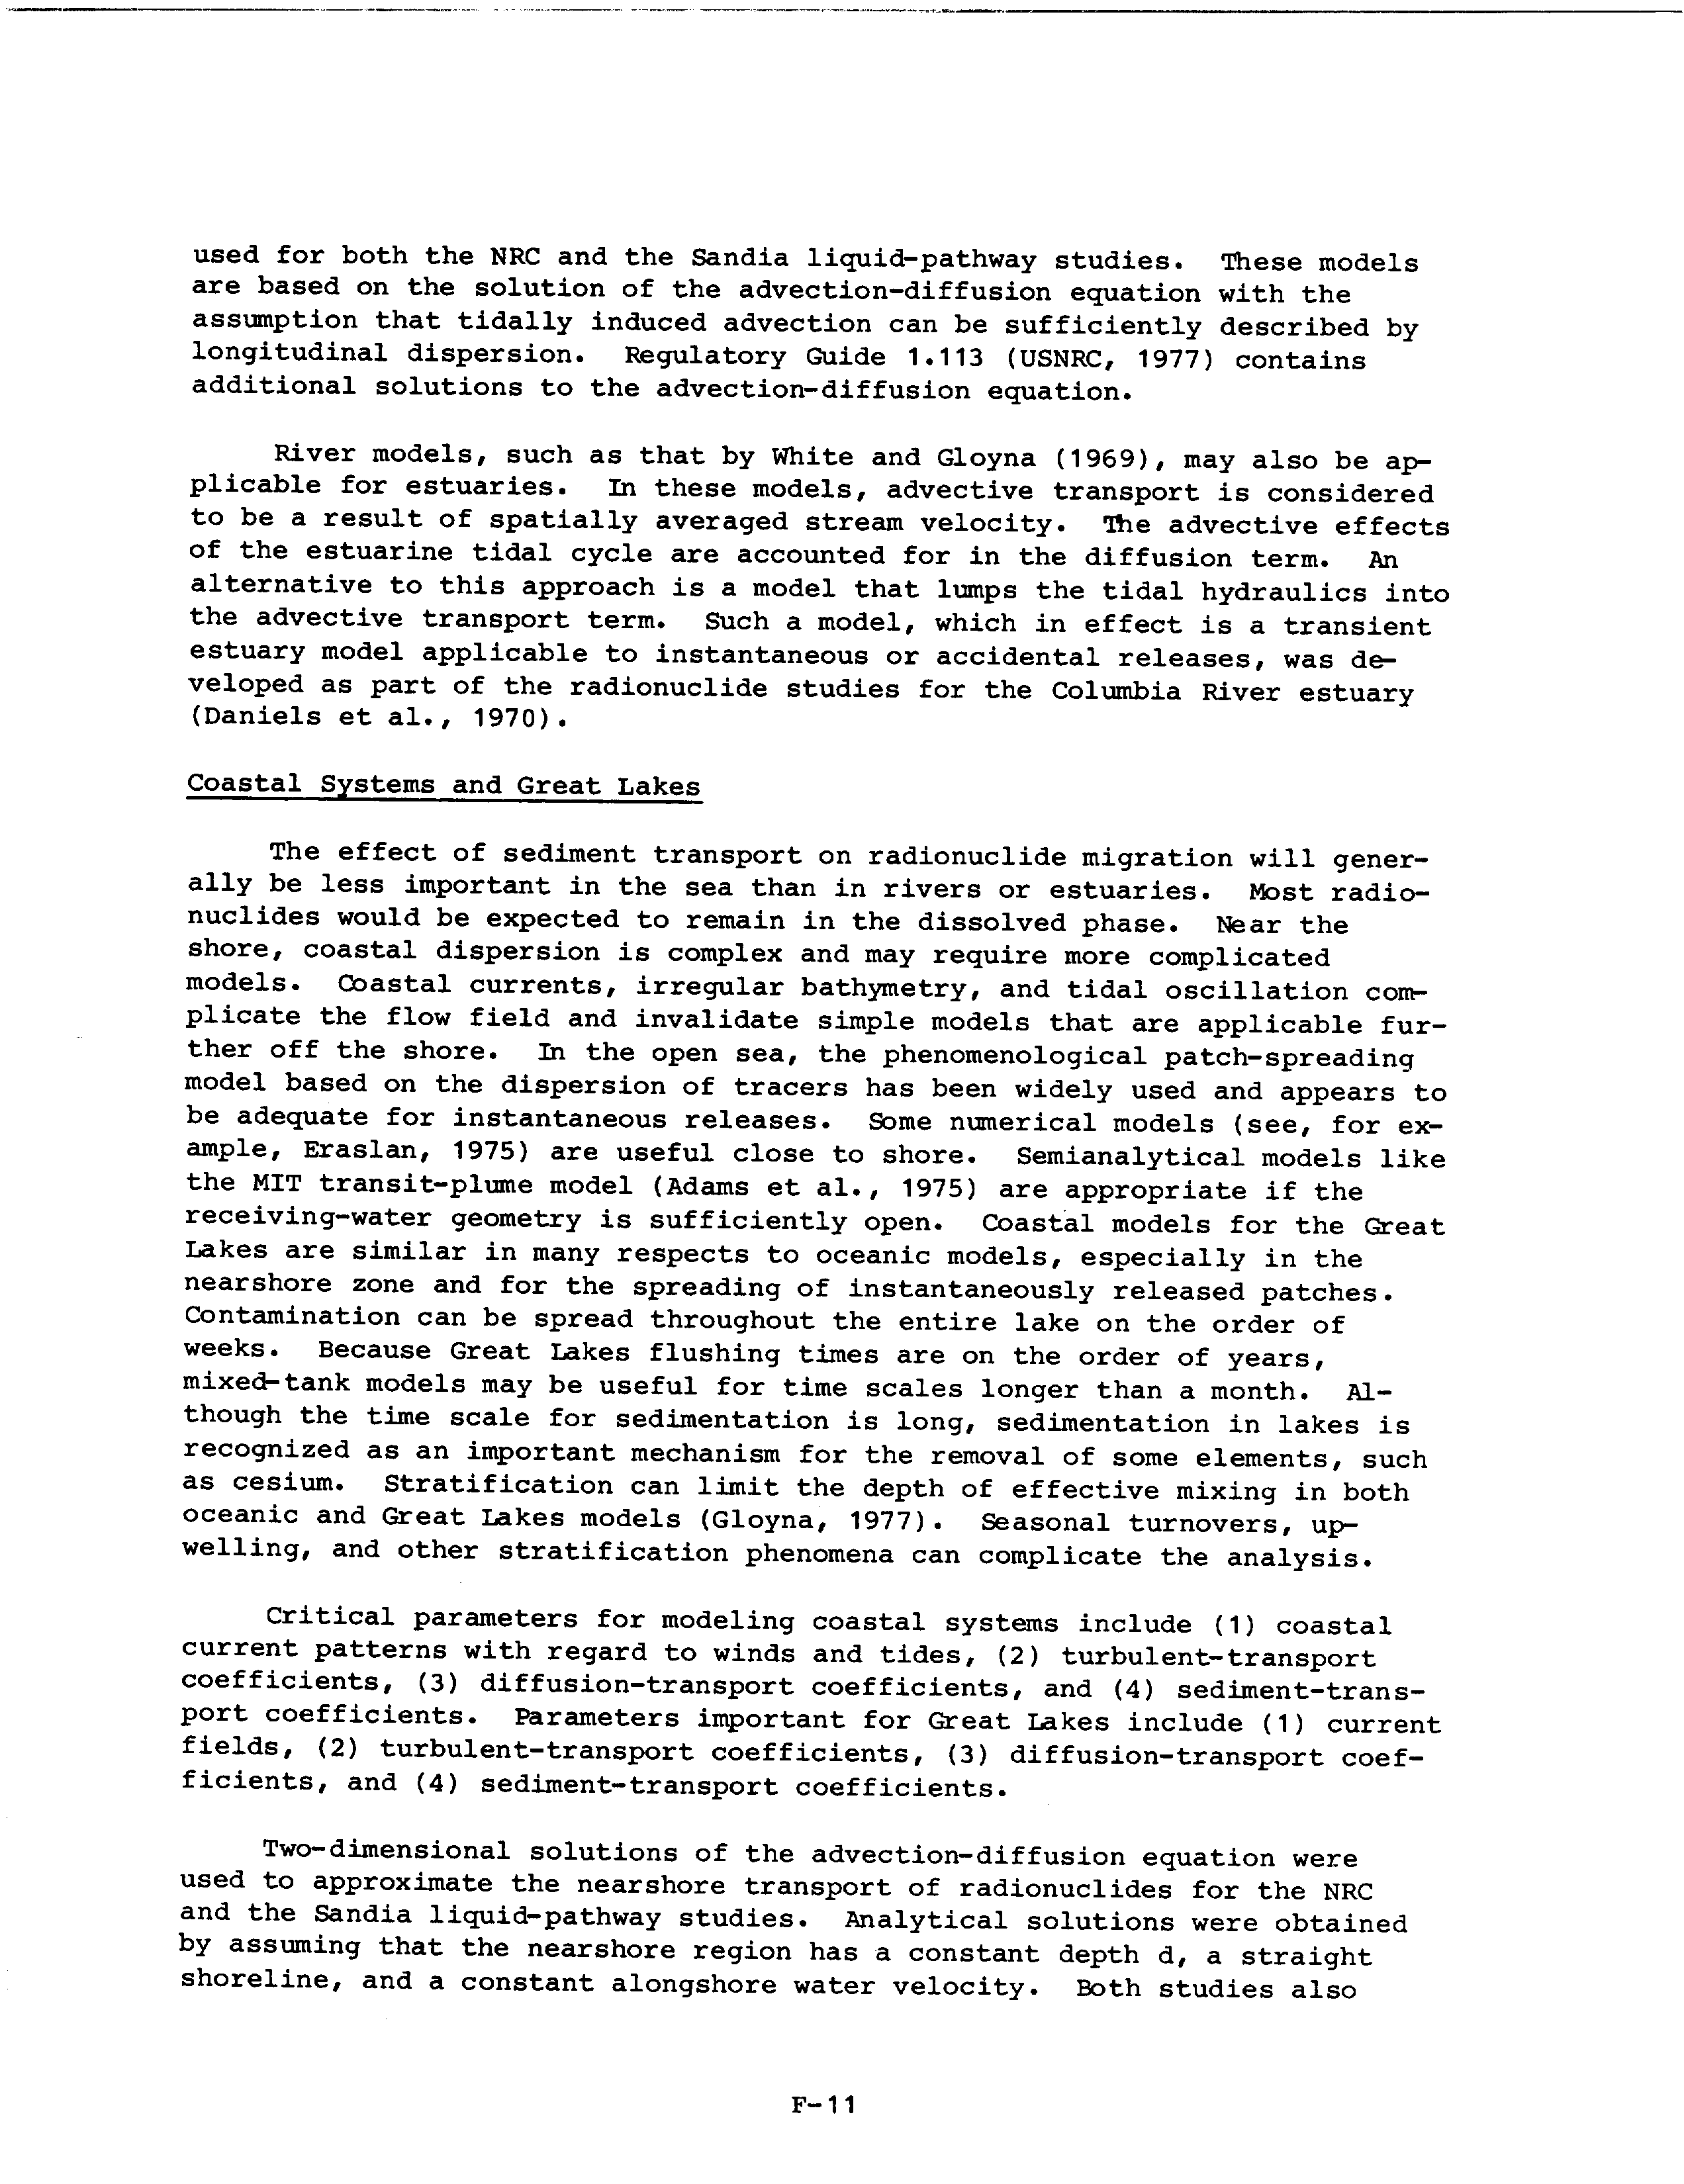 used for both the NRC and the Sandia liquid-pathway studies. These models
are based on the solution of the advection-diffusion equation with the
assumption that tidally induced advection can be sufficiently described by
longitudinal dispersion. Regulatory Guide 1.113 (USNRC, 1977) contains
additional solutions to the advection-diffusion equation.
River models, such as that by White and Gloyna (1969), may also be ap-
plicable for estuaries. In these models, advective transport is considered
to be a result of spatially averaged stream velocity. The advective effects
of the estuarine tidal cycle are accounted for in the diffusion term. An
alternative to this approach is a model that lumps the tidal hydraulics into
the advective transport term. Such a model, which in effect is a transient
estuary model applicable to instantaneous or accidental releases, was de-
veloped as part of the radionuclide studies for the Columbia River estuary
(Daniels et al., 1970).
Coastal Systems and Great Lakes
The effect of sediment transport on radionuclide migration will gener-
ally be less important in the sea than in rivers or estuaries. Most radio-
nuclides would be expected to remain in the dissolved phase. Near the
shore, coastal dispersion is complex and may require more complicated
models. Coastal currents, irregular bathymetry, and tidal oscillation com-
plicate the flow field and invalidate simple models that are applicable fur-
ther off the shore. In the open sea, the phenomenological patch-spreading
model based on the dispersion of tracers has been widely used and appears to
be adequate for instantaneous releases. Some numerical models (see, for ex-
ample, Eraslan, 1975) are useful close to shore. Semianalytical models like
the MIT transit-plume model (Adams et al., 1975) are appropriate if the
receiving-water geometry is sufficiently open. Coastal models for the Great
Lakes are similar in many respects to oceanic models, especially in the
nearshore zone and for the spreading of instantaneously released patches.
Contamination can be spread throughout the entire lake on the order of
weeks. Because Great Lakes flushing times are on the order of years,
mixed-tank models may be useful for time scales longer than a month. Al-
though the time scale for sedimentation is long, sedimentation in lakes is
recognized as an important mechanism for the removal of some elements, such
as cesium. Stratification can limit the depth of effective mixing in both
oceanic and Great Lakes models (Gloyna, 1977). Seasonal turnovers, up-
welling, and other stratification phenomena can complicate the analysis.
Critical parameters for modeling coastal systems include (1) coastal
current patterns with regard to winds and tides, (2) turbulent-transport
coefficients, (3) diffusion-transport coefficients, and (4) sediment-trans-
port coefficients. Parameters important for Great Lakes include (1) current
fields, (2) turbulent-transport coefficients, (3) diffusion-transport coef-
ficients, and (4) sediment-transport coefficients.
Two-dimensional solutions of the advection-diffusion equation were
used to approximate the nearshore transport of radionuclides for the NRC
and the Sandia liquid-pathway studies. Analytical solutions were obtained
by assuming that the nearshore region has a constant depth d, a straight
shoreline, and a constant alongshore water velocity. Both studies also
F-11